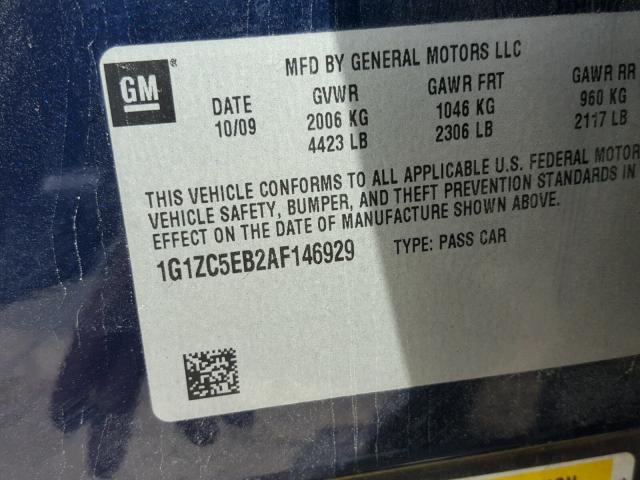 GM
MFD BY GENERAL MOTORS LLC
DATE GVWR GAWR FRT GAWR RR
10/09 2006 KG 1046 KG 960 KG
4423 LB 2306 LB 2117 LB
THIS VEHICLE CONFORMS TO ALL APPLICABLE U.S. FEDERAL MOTOR
VEHICLE SAFETY, BUMPER, AND THEFT PREVENTION STANDARDS IN
EFFECT ON THE DATE OF MANUFACTURE SHOWN ABOVE.
1G1ZC5EB2AF146929 TYPE: PASS CAR